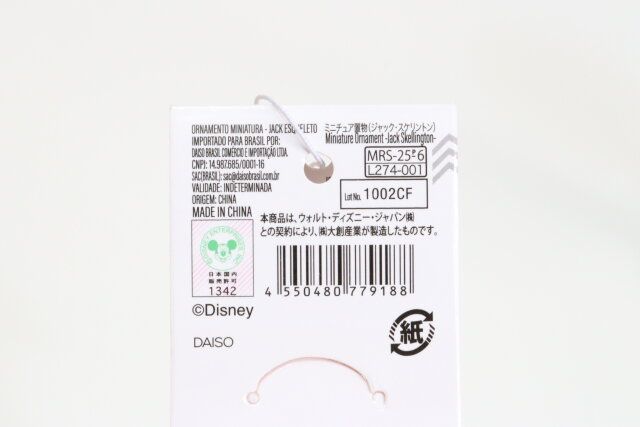 ORNAMENTO MINIATURA - JACK ESQUELETO
IMPORTADO PARA BRASIL POR:
DAISO BRASIL COMÉRCIO E IMPORTAÇÃO LTDA.
CNPJ: 14.987.685/0001-16
SAC(BRASIL): sac@daisobrasil.com.br
VALIDADE: INDETERMINADA
ORIGEM: CHINA
MADE IN CHINA
ミニチュア置物(ジャック・スケリントン)
Miniature Ornament -Jack Skellington-
MRS-25 P6
L274-001
Lot No. 1002CF
本商品は、ウォルト・ディズニー・ジャパン㈱
との契約により、㈱大創産業が製造したものです。
©DISNEY ENTERPRISES INC.
日本国内
販売許可
1342
4 550480 779188
©Disney
DAISO
紙